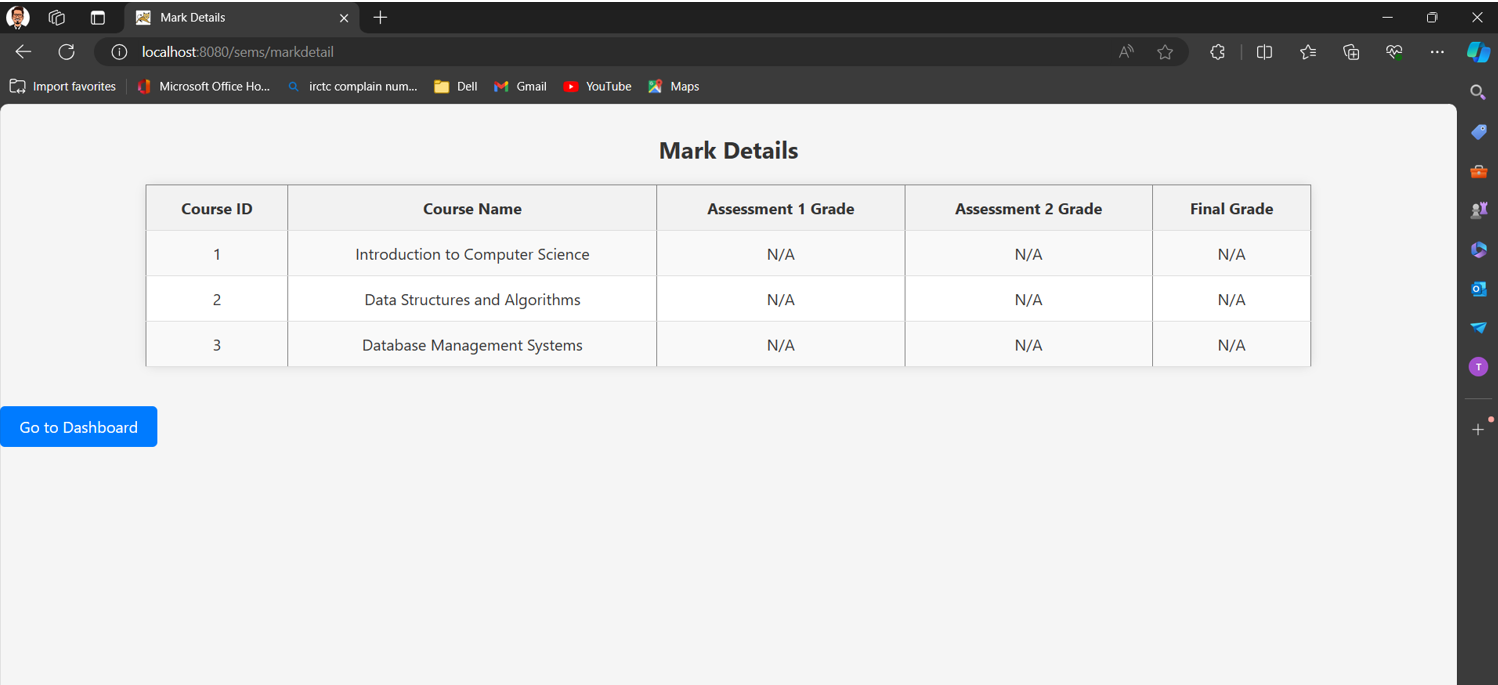 Mark Details
localhost:8080/sems/markdetail
Import favorites Microsoft Office Ho... irctc complain num... Dell Gmail YouTube Maps
Mark Details
Course ID Course Name Assessment 1 Grade Assessment 2 Grade Final Grade
1 Introduction to Computer Science N/A N/A N/A
2 Data Structures and Algorithms N/A N/A N/A
3 Database Management Systems N/A N/A N/A
T
Go to Dashboard